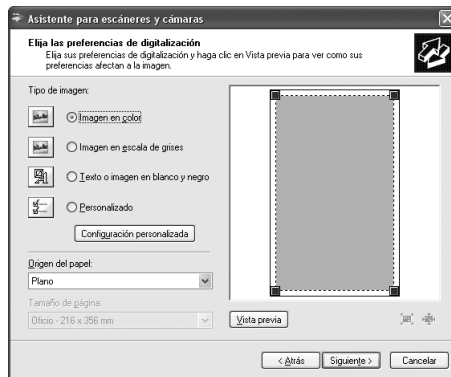 Asistente para escáneres y cámaras
Elija las preferencias de digitalización
Elija sus preferencias de digitalización y haga clic en Vista previa para ver como sus
preferencias afectan a la imagen.
Tipo de imagen:
Imagen en color
Imagen en escala de grises
Texto o imagen en blanco y negro
Personalizado
Configuración personalizada
Origen del papel:
Plano
Tamaño de página:
Oficio - 216 x 356 mm
Vista previa
< Atrás
Siguiente >
Cancelar